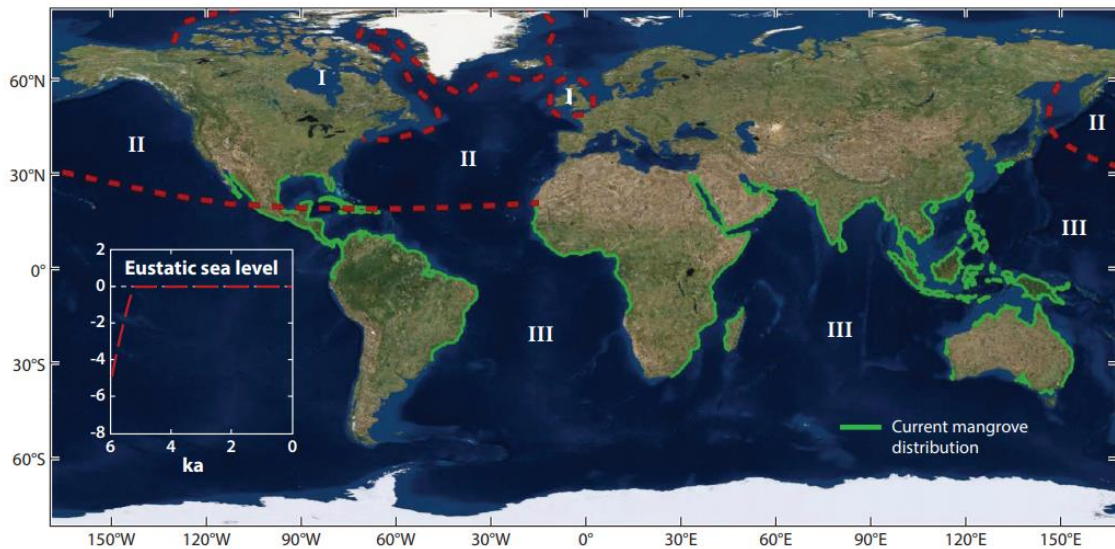 60°N
30°N
0°
30°S
60°S
I
I
II
II
II
III
III
III
Eustatic sea level
2
0
-2
-4
-6
-8
6
4
2
0
ka
Current mangrove
distribution
150°W
120°W
90°W
60°W
30°W
0°
30°E
60°E
90°E
120°E
150°E